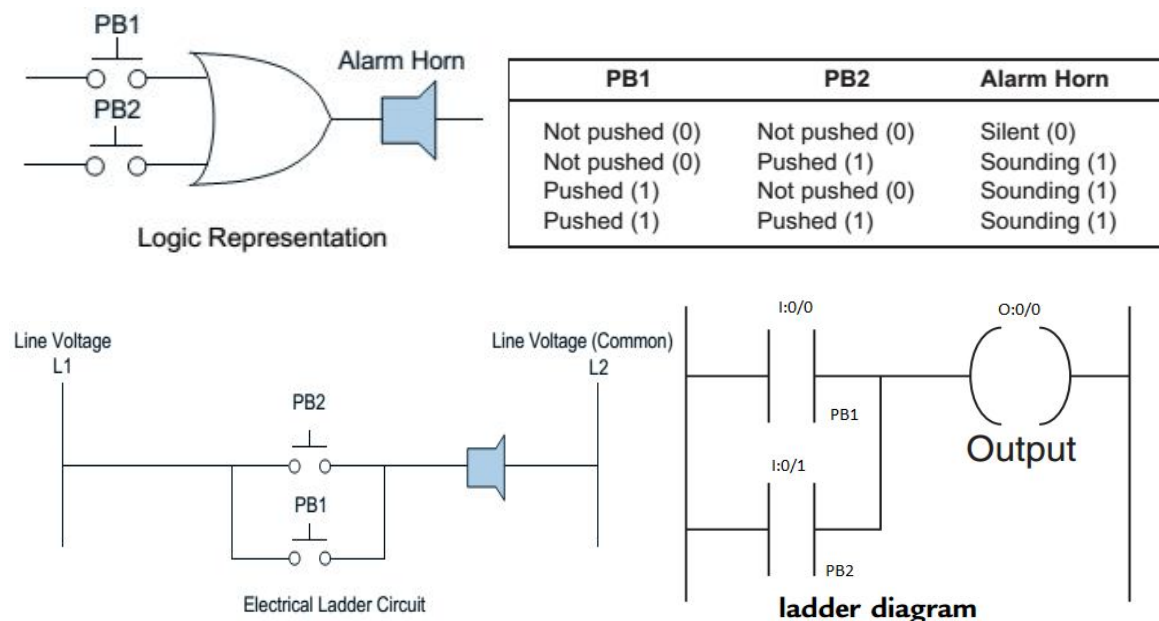 PB1
PB2
Alarm Horn
Logic Representation
PB1 PB2 Alarm Horn
Not pushed (0) Not pushed (0) Silent (0)
Not pushed (0) Pushed (1) Sounding (1)
Pushed (1) Not pushed (0) Sounding (1)
Pushed (1) Pushed (1) Sounding (1)
Line Voltage
L1
Line Voltage (Common)
L2
PB2
PB1
Electrical Ladder Circuit
I:0/0
O:0/0
PB1
Output
I:0/1
PB2
ladder diagram